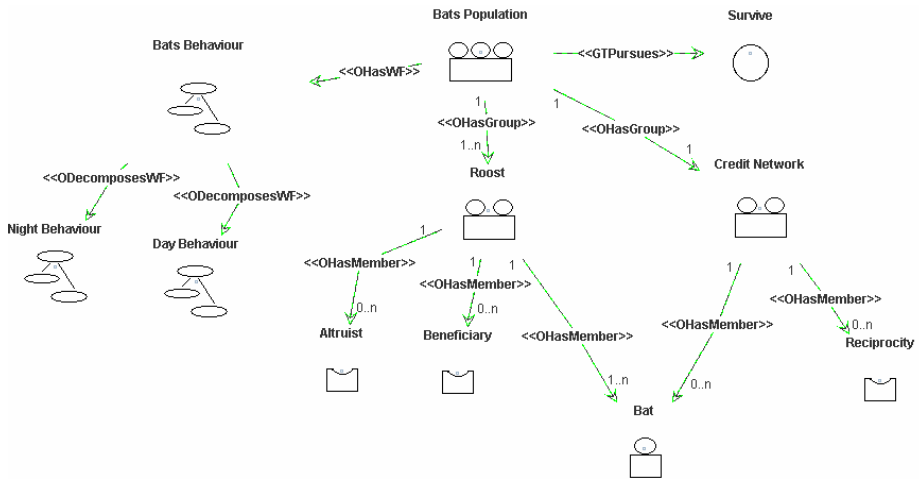 Bats Population
Survive
Bats Behaviour
<<GTPursues>>
<<OHasWF>>
1
1
<<OHasGroup>>
<<OHasGroup>>
1..n
1
Roost
Credit Network
<<ODecomposesWF>>
<<ODecomposesWF>>
Night Behaviour
Day Behaviour
1
<<OHasMember>>
1
1
1
1
<<OHasMember>>
<<OHasMember>>
0..n
0..n
<<OHasMember>>
<<OHasMember>>
0..n
Altruist
Beneficiary
Reciprocity
1..n
0..n
Bat